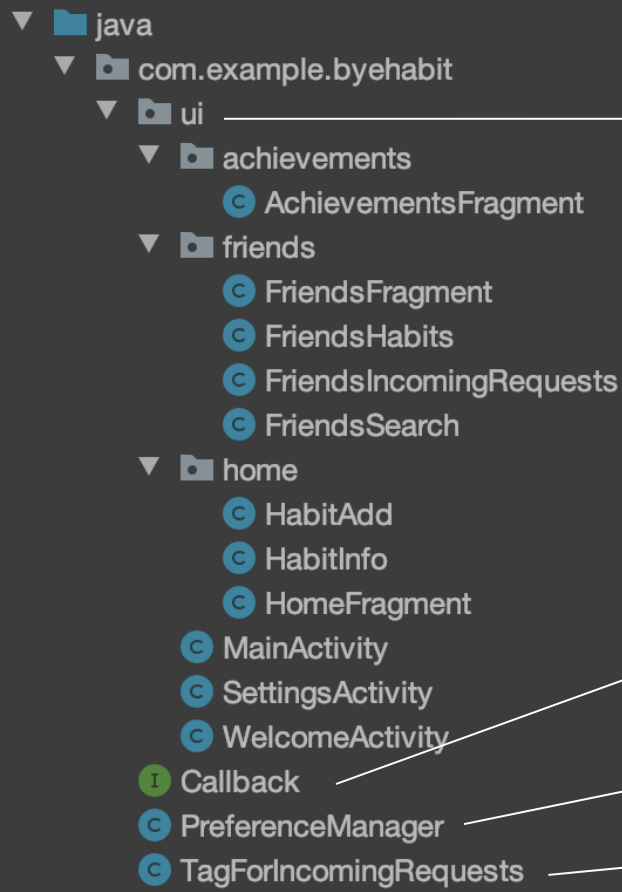 java
com.example.byehabit
ui
achievements
C AchievementsFragment
friends
C FriendsFragment
C FriendsHabits
C FriendsIncomingRequests
C FriendsSearch
home
C HabitAdd
C HabitInfo
C HomeFragment
C MainActivity
C SettingsActivity
C WelcomeActivity
I Callback
C PreferenceManager
C TagForIncomingRequests